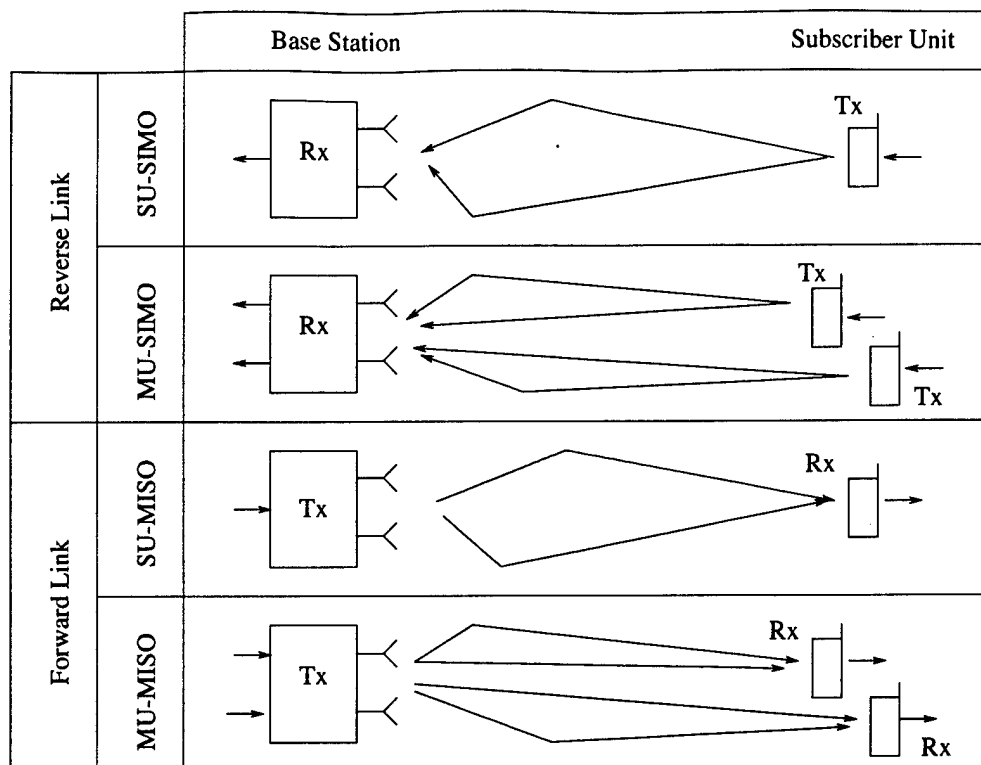 Base Station
Subscriber Unit
Reverse Link
SU-SIMO
Rx
Tx
MU-SIMO
Rx
Tx
Tx
Forward Link
SU-MISO
Tx
Rx
MU-MISO
Tx
Rx
Rx